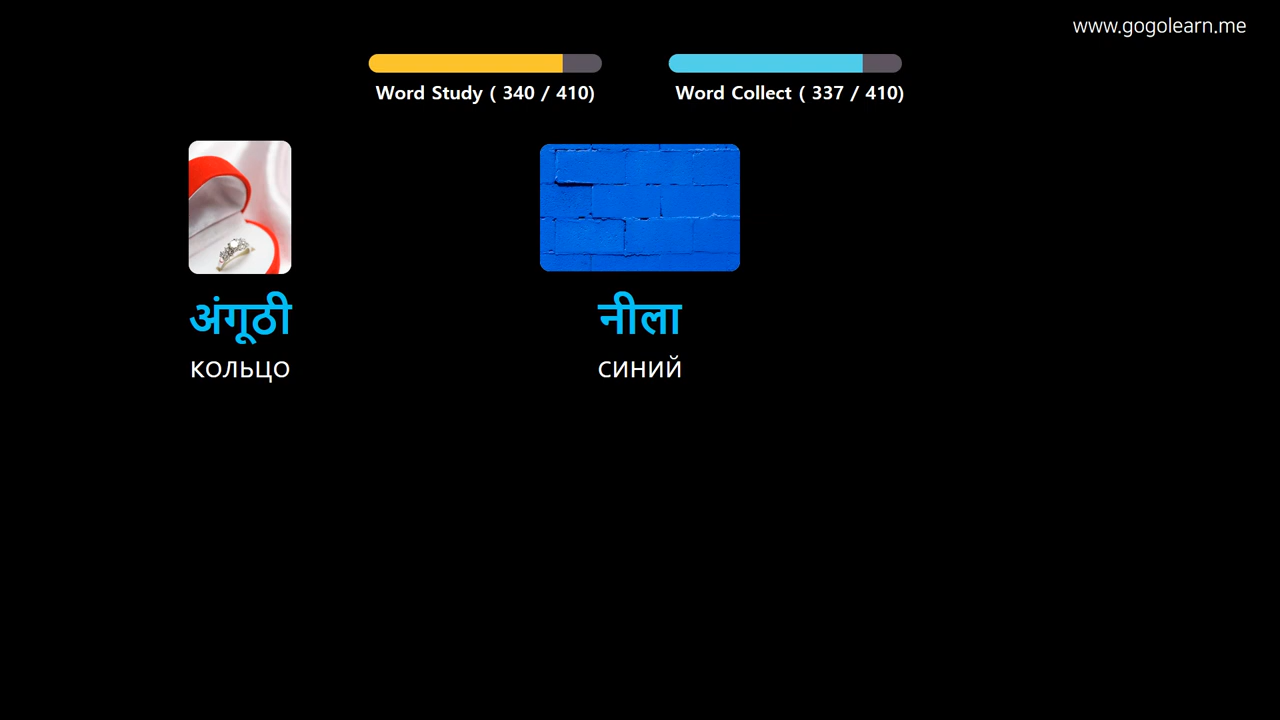 www.gogolearn.me
Word Study ( 340 / 410)
Word Collect ( 337 / 410)
अंगूठी
кольцо
नीला
синий